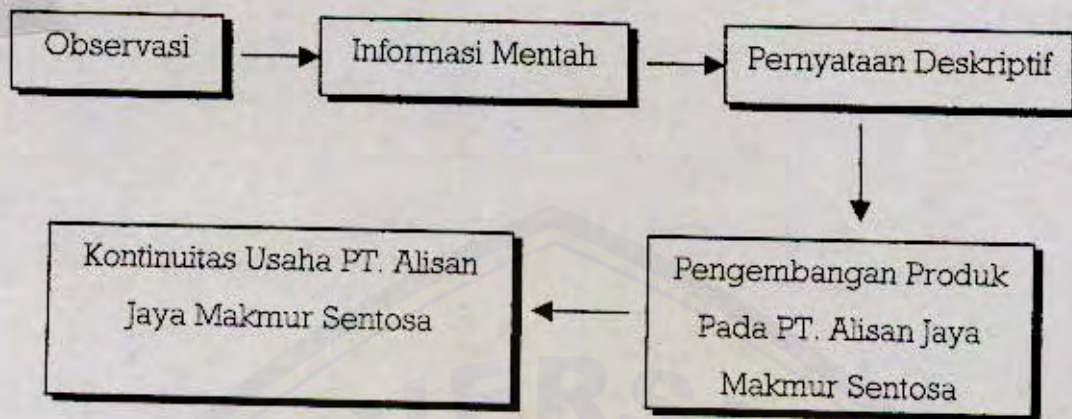 Observasi
Informasi Mentah
Pernyataan Deskriptif
Pengembangan Produk
Pada PT. Alisan Jaya
Makmur Sentosa
Kontinuitas Usaha PT. Alisan
Jaya Makmur Sentosa